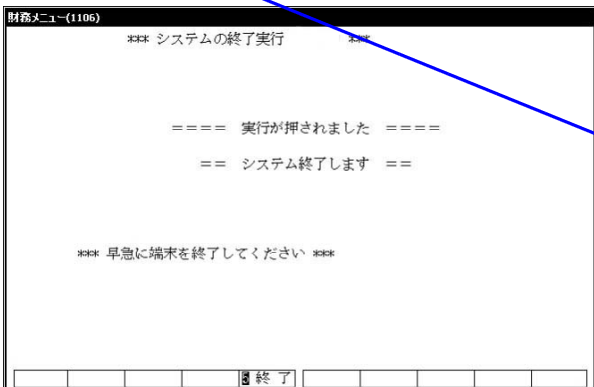 財務メニュー(1106)
*** システムの終了実行 ***
==== 実行が押されました ====
== システム終了します ==
*** 早急に端末を終了してください ***
5 終 了